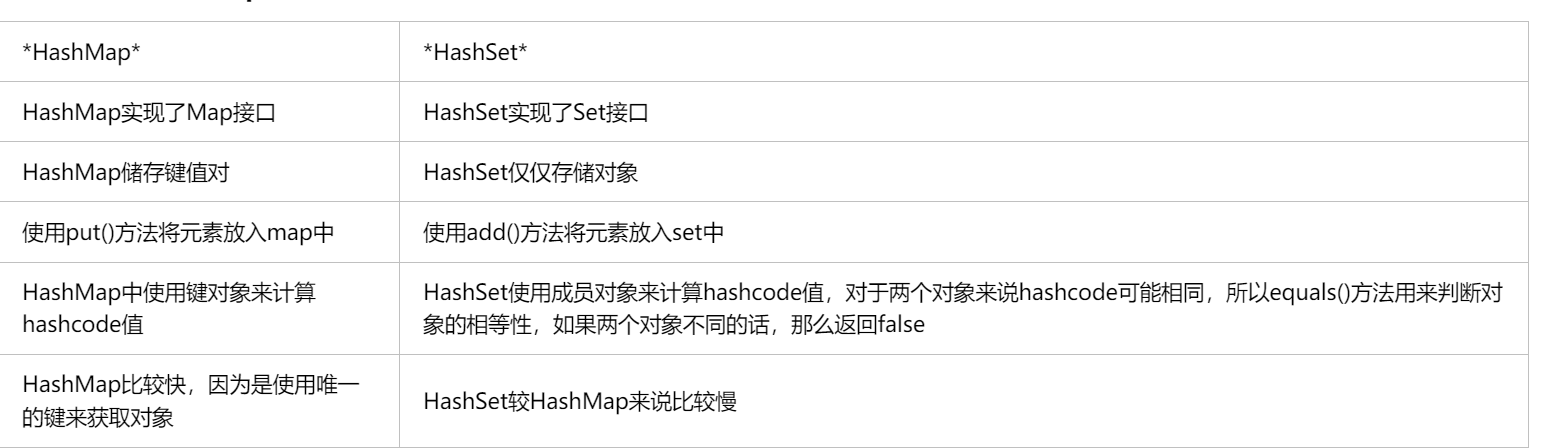 *HashMap*
*HashSet*
HashMap实现了Map接口
HashSet实现了Set接口
HashMap储存键值对
HashSet仅仅存储对象
使用put()方法将元素放入map中
使用add()方法将元素放入set中
HashMap中使用键对象来计算
hashcode值
HashSet使用成员对象来计算hashcode值，对于两个对象来说hashcode可能相同，所以equals()方法用来判断对
象的相等性，如果两个对象不同的话，那么返回false
HashMap比较快，因为是使用唯一
的键来获取对象
HashSet较HashMap来说比较慢